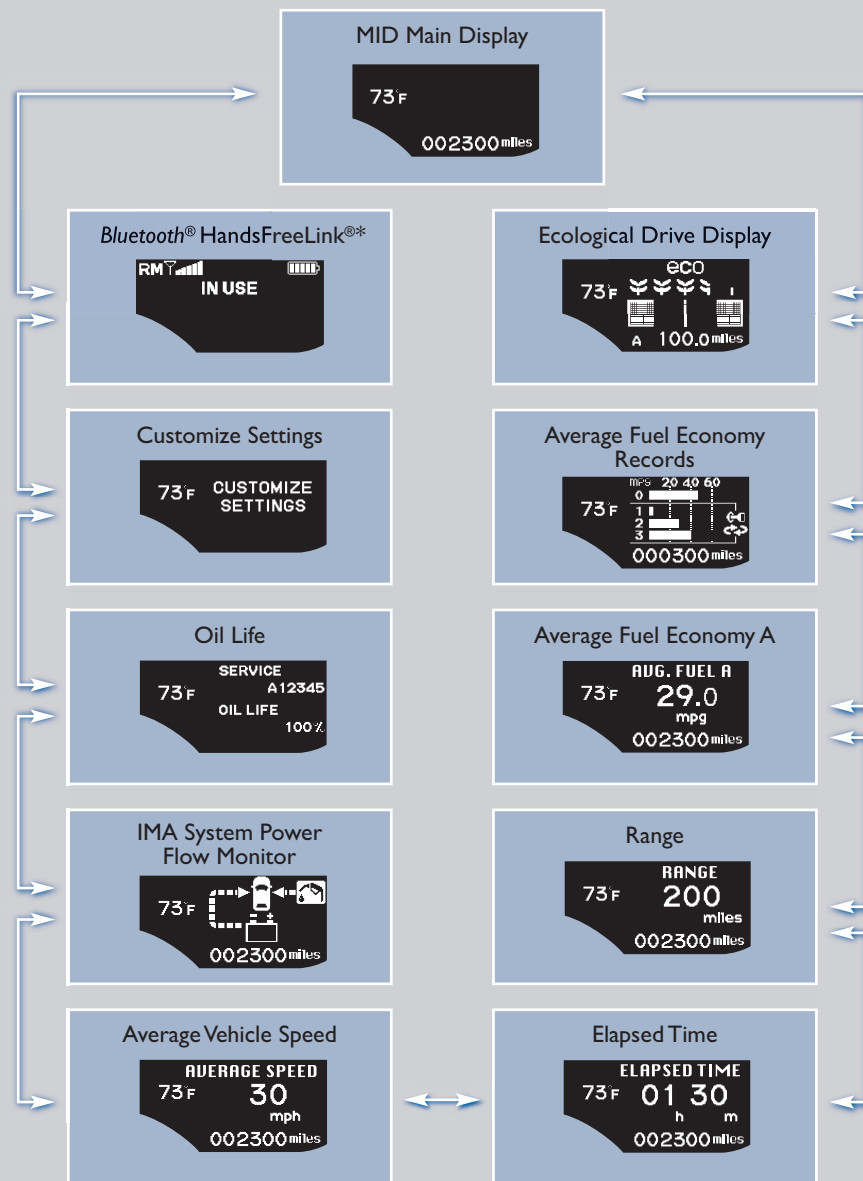 MID Main Display
73°F
002300 miles
Bluetooth® HandsFreeLink®*
RM
IN USE
Ecological Drive Display
eco
73°F
A 100.0 miles
Customize Settings
73°F CUSTOMIZE
SETTINGS
Average Fuel Economy
Records
mpg 20 40 60
0
73°F 1
2
3
000300 miles
Oil Life
SERVICE
A12345
73°F
OIL LIFE
100%
Average Fuel Economy A
AVG. FUEL A
73°F 29.0
mpg
002300 miles
IMA System Power
Flow Monitor
73°F
- +
002300 miles
Range
RANGE
73°F 200
miles
002300 miles
Average Vehicle Speed
AVERAGE SPEED
73°F 30
mph
002300 miles
Elapsed Time
ELAPSED TIME
73°F 01 30
h m
002300 miles